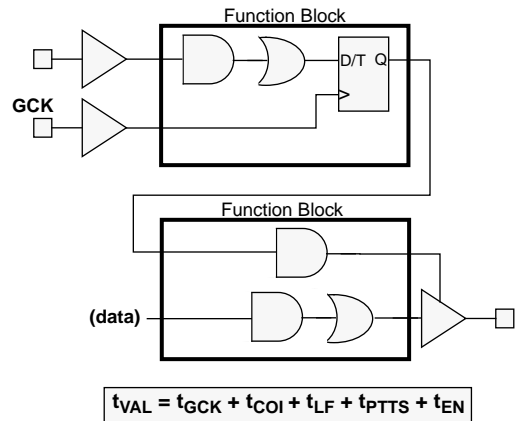 Function Block
D/T Q
GCK
Function Block
(data)
tVAL = tGCK + tCOI + tLF + tPTTS + tEN